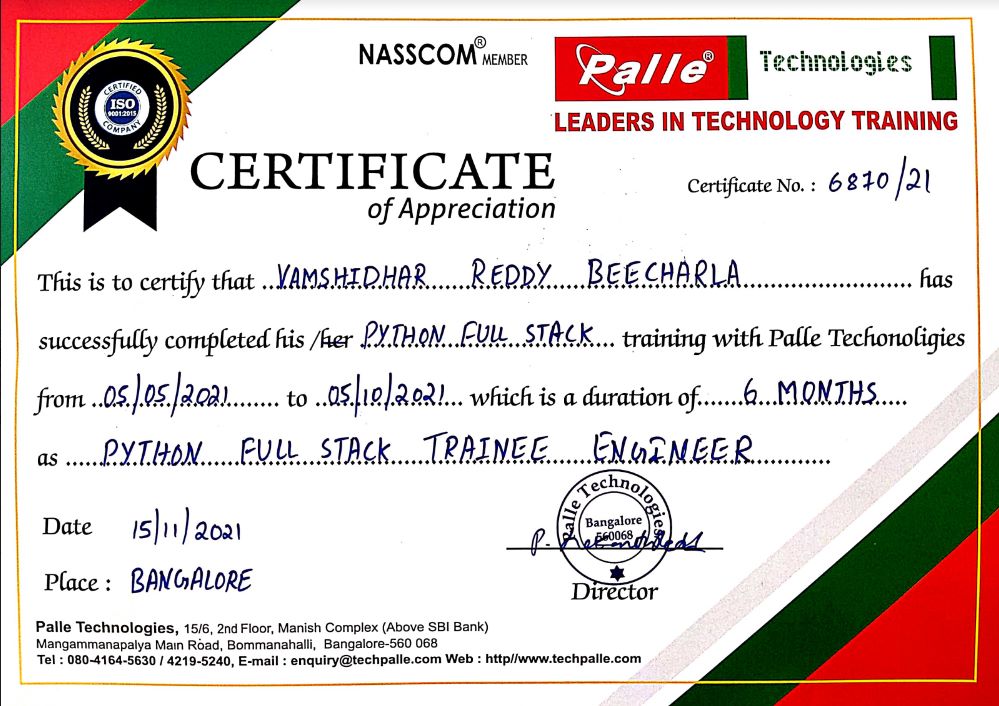 NASSCOM® MEMBER
Palle® Technologies
LEADERS IN TECHNOLOGY TRAINING
CERTIFIED
ISO
9001:2015
COMPANY
CERTIFICATE
of Appreciation
Certificate No. : 6870/21
This is to certify that ..VAMSHIDHAR REDDY BEECHARLA.......................... has
successfully completed his /her PYTHON FULL STACK... training with Palle Techonoligies
from ..05/05/2021.......... to ..05/10/2021... which is a duration of......6 MONTHS.....
as .....PYTHON FULL STACK TRAINEE ENGINEER...........
Date 15/11/2021
Place : BANGALORE
Palle Technologies
Bangalore
560068
Director
Palle Technologies, 15/6, 2nd Floor, Manish Complex (Above SBI Bank)
Mangammanapalya Main Road, Bommanahalli, Bangalore-560 068
Tel : 080-4164-5630 / 4219-5240, E-mail : enquiry@techpalle.com Web : http//www.techpalle.com